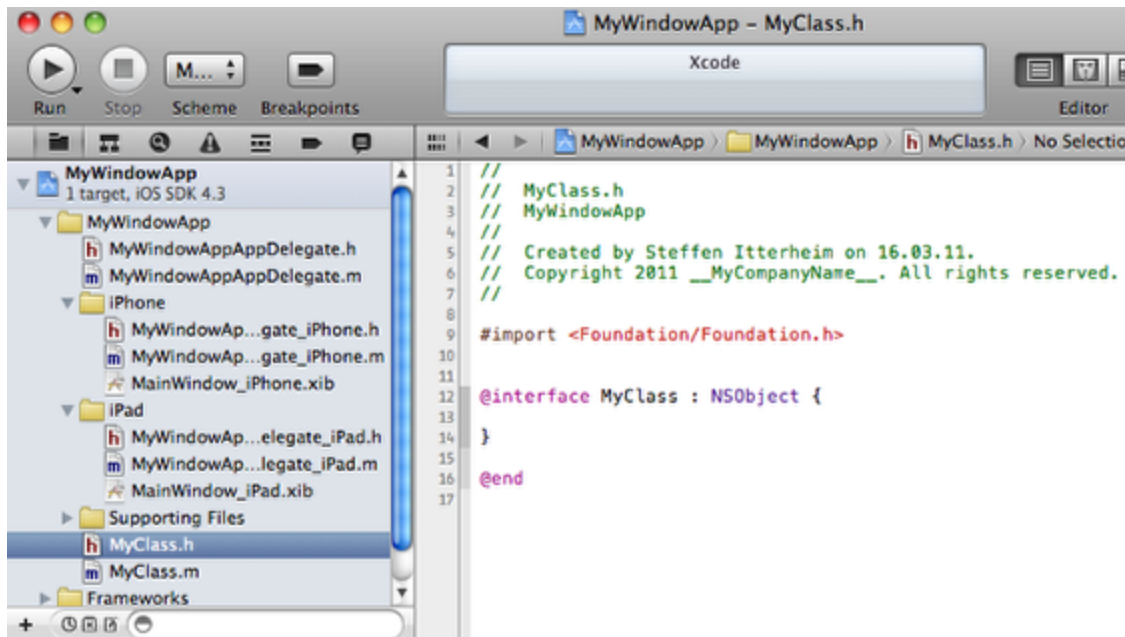 MyWindowApp – MyClass.h
M...
Xcode
Run Stop Scheme Breakpoints Editor
MyWindowApp MyWindowApp h MyClass.h No Selectio
MyWindowApp
1 target, iOS SDK 4.3
MyWindowApp
h MyWindowAppAppDelegate.h
m MyWindowAppAppDelegate.m
iPhone
h MyWindowAp...gate_iPhone.h
m MyWindowAp...gate_iPhone.m
MainWindow_iPhone.xib
iPad
h MyWindowAp...elegate_iPad.h
m MyWindowAp...legate_iPad.m
MainWindow_iPad.xib
Supporting Files
h MyClass.h
m MyClass.m
Frameworks
1 //
2 // MyClass.h
3 // MyWindowApp
4 //
5 // Created by Steffen Itterheim on 16.03.11.
6 // Copyright 2011 __MyCompanyName__. All rights reserved.
7 //
8
9 #import <Foundation/Foundation.h>
10
11
12 @interface MyClass : NSObject {
13
14 }
15
16 @end
17